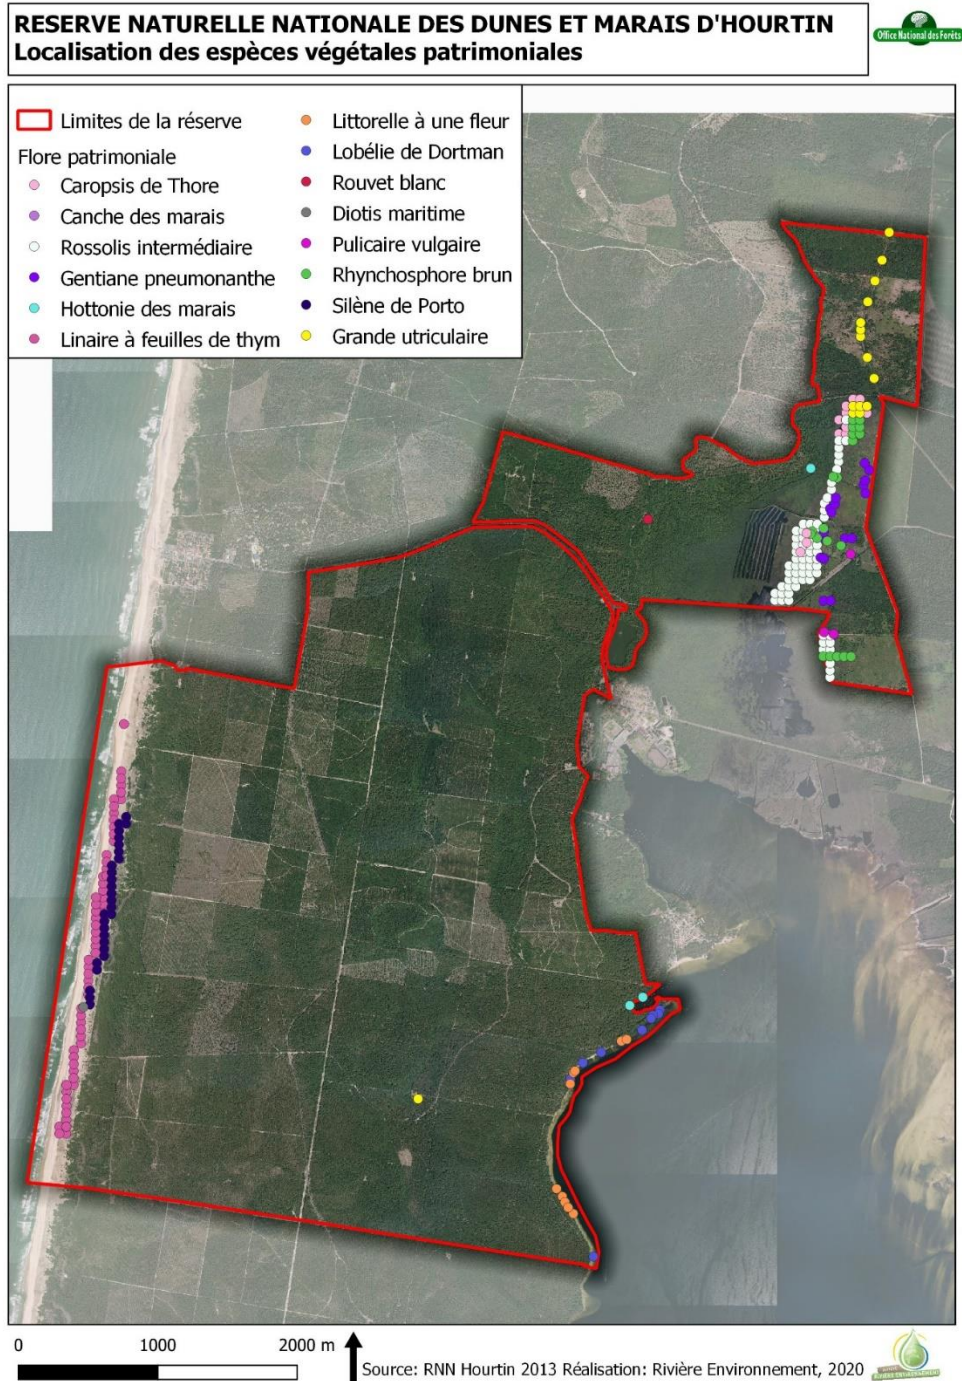 RESERVE NATURELLE NATIONALE DES DUNES ET MARAIS D'HOURTIN
Localisation des espèces végétales patrimoniales
Office National des Forêts
Limites de la réserve
Flore patrimoniale
Caropsis de Thore
Canche des marais
Rossolis intermédiaire
Gentiane pneumonanthe
Hottonie des marais
Linaire à feuilles de thym
Littorelle à une fleur
Lobélie de Dortman
Rouvet blanc
Diotis maritime
Pulicaire vulgaire
Rhynchosphore brun
Silène de Porto
Grande utriculaire
0 1000 2000 m
Source: RNN Hourtin 2013 Réalisation: Rivière Environnement, 2020
RIVIÈRE ENVIRONNEMENT